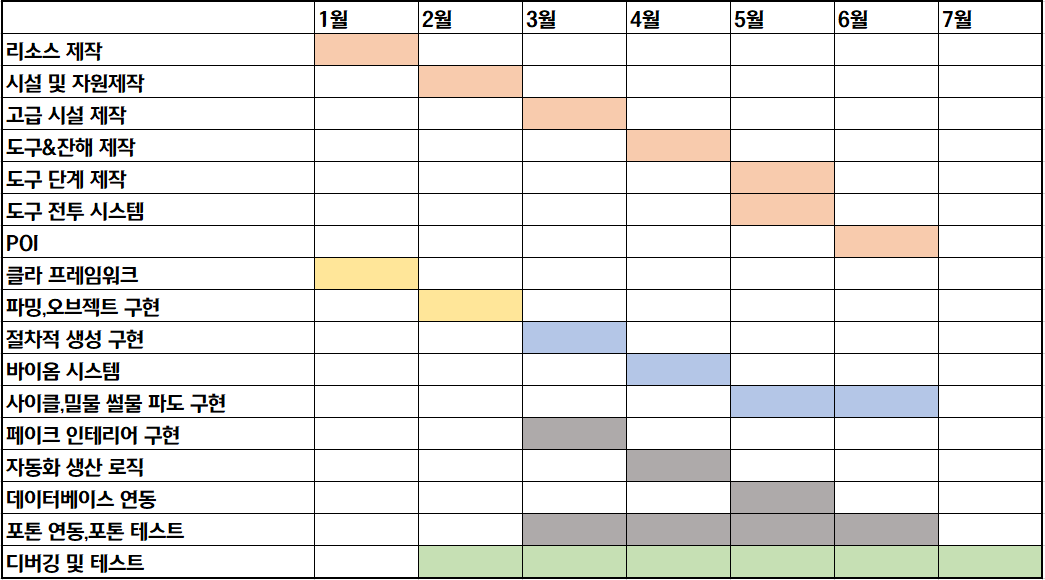 1월 2월 3월 4월 5월 6월 7월
리소스 제작
시설 및 자원제작
고급 시설 제작
도구&잔해 제작
도구 단계 제작
도구 전투 시스템
POI
클라 프레임워크
파밍,오브젝트 구현
절차적 생성 구현
바이옴 시스템
사이클,밀물 썰물 파도 구현
페이크 인테리어 구현
자동화 생산 로직
데이터베이스 연동
포톤 연동,포톤 테스트
디버깅 및 테스트